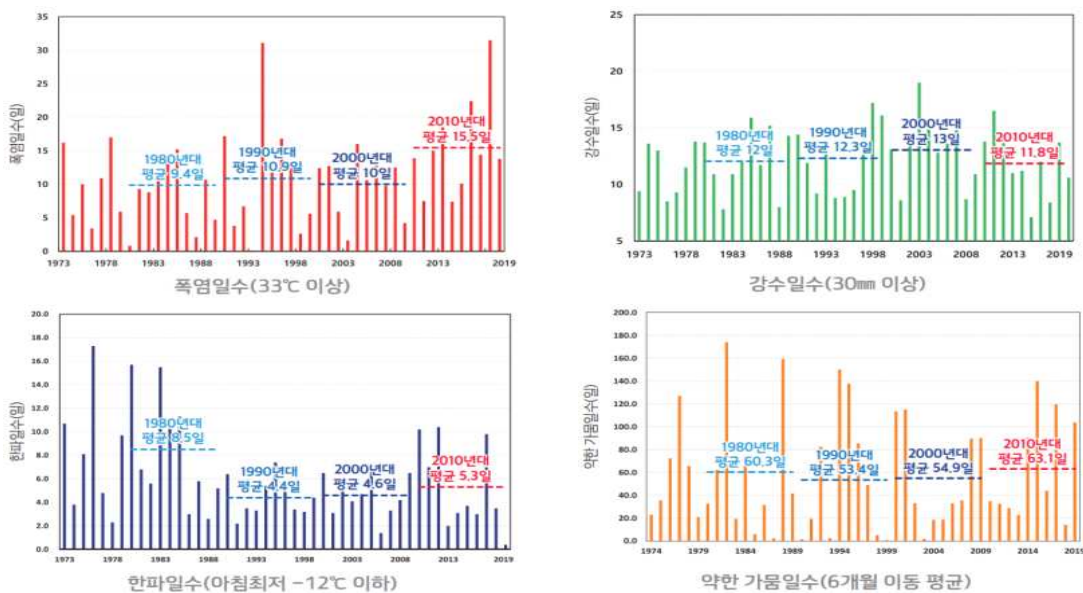 35
30
25
20
15
10
5
0
폭염일수(일)
1980년대
평균 9.4일
1990년대
평균 10.9일
2000년대
평균 10일
2010년대
평균 15.5일
1973 1978 1983 1988 1993 1998 2003 2008 2013 2019
폭염일수(33℃ 이상)
25
20
15
10
5
강수일수(일)
1980년대
평균 12일
1990년대
평균 12.3일
2000년대
평균 13일
2010년대
평균 11.8일
1973 1978 1983 1988 1993 1998 2003 2008 2013 2019
강수일수(30㎜ 이상)
20.0
18.0
16.0
14.0
12.0
10.0
8.0
6.0
4.0
2.0
0.0
한파일수(일)
1980년대
평균 8.5일
1990년대
평균 4.4일
2000년대
평균 4.6일
2010년대
평균 5.3일
1973 1978 1983 1988 1993 1998 2003 2008 2013 2019
한파일수(아침최저 -12℃ 이하)
200.0
180.0
160.0
140.0
120.0
100.0
80.0
60.0
40.0
20.0
0.0
약한 가뭄일수(일)
1980년대
평균 60.3일
1990년대
평균 53.4일
2000년대
평균 54.9일
2010년대
평균 63.1일
1974 1979 1984 1989 1994 1999 2004 2009 2014 2019
약한 가뭄일수(6개월 이동 평균)